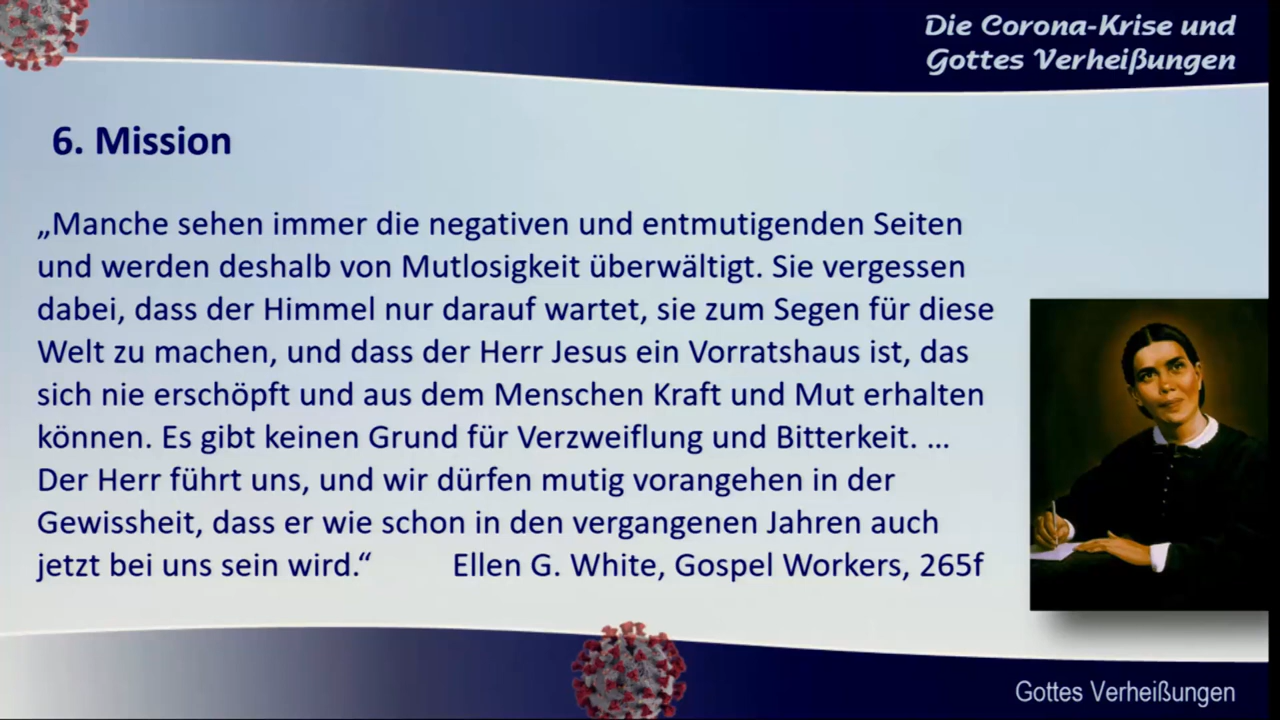 Die Corona-Krise und
Gottes Verheißungen
6. Mission
„Manche sehen immer die negativen und entmutigenden Seiten
und werden deshalb von Mutlosigkeit überwältigt. Sie vergessen
dabei, dass der Himmel nur darauf wartet, sie zum Segen für diese
Welt zu machen, und dass der Herr Jesus ein Vorratshaus ist, das
sich nie erschöpft und aus dem Menschen Kraft und Mut erhalten
können. Es gibt keinen Grund für Verzweiflung und Bitterkeit. ...
Der Herr führt uns, und wir dürfen mutig vorangehen in der
Gewissheit, dass er wie schon in den vergangenen Jahren auch
jetzt bei uns sein wird.“ Ellen G. White, Gospel Workers, 265f
Gottes Verheißungen